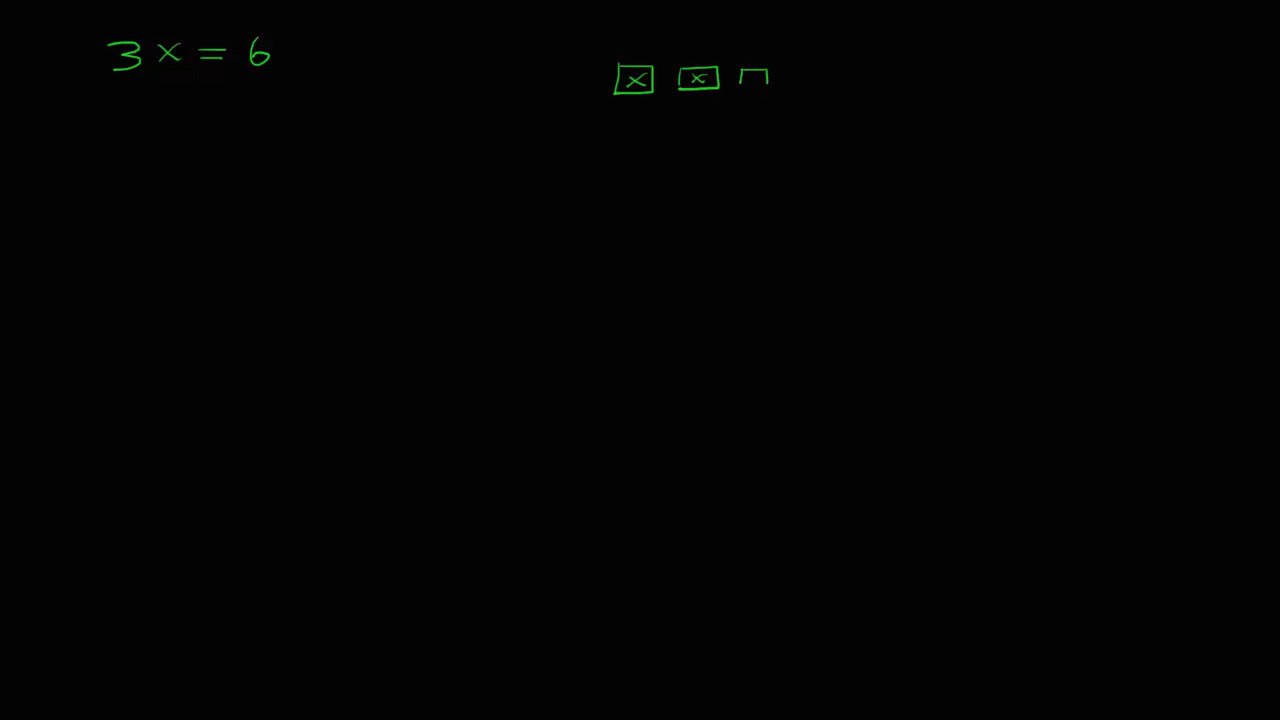 3x = 6
x x